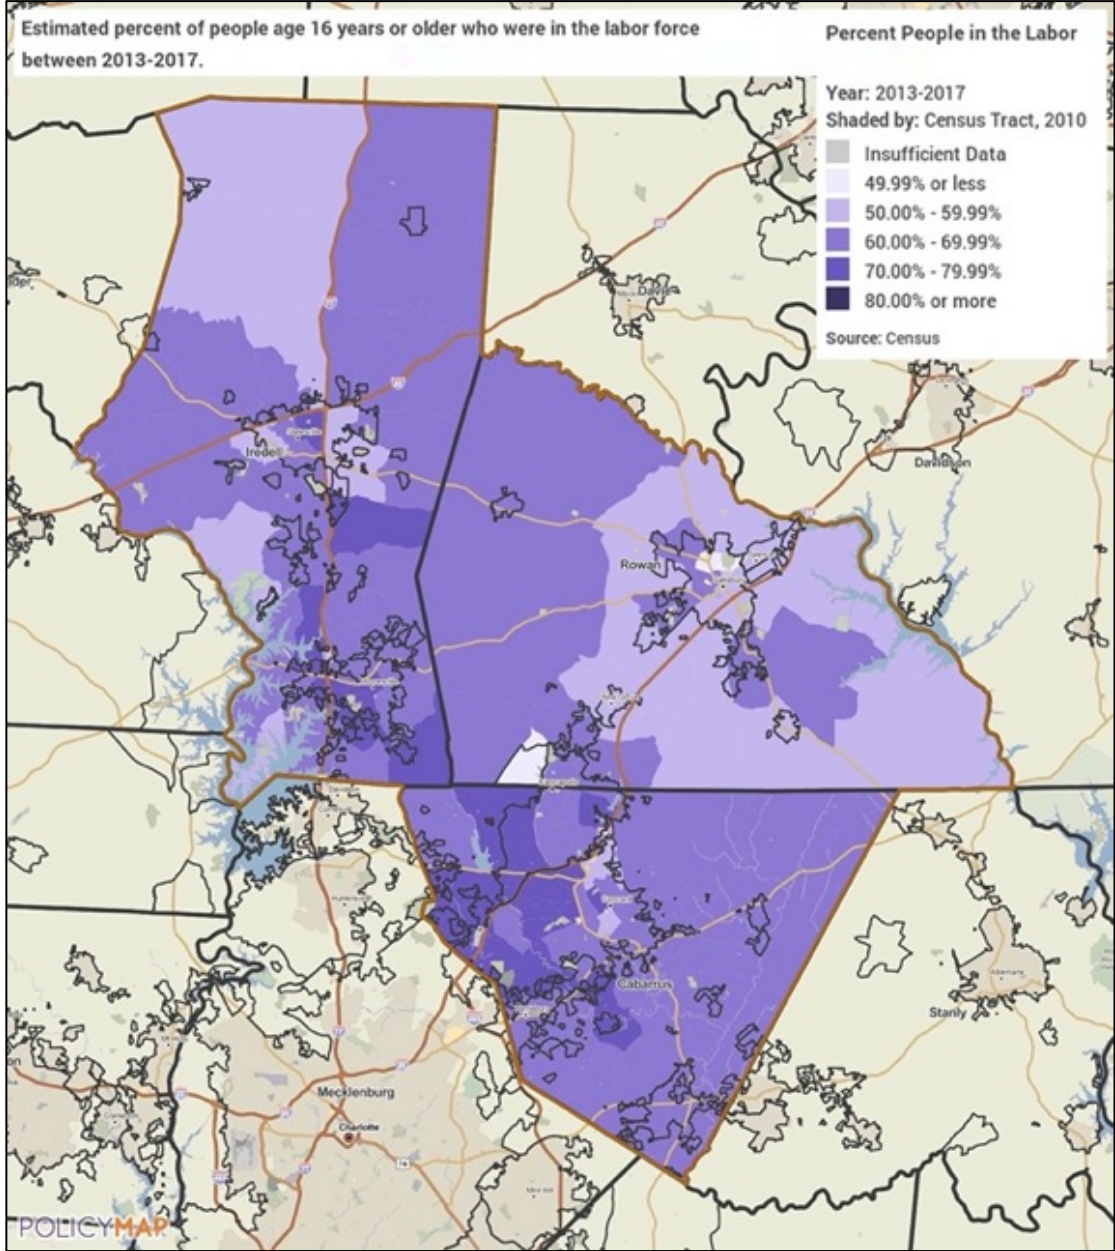 Estimated percent of people age 16 years or older who were in the labor force
between 2013-2017.
Percent People in the Labor
Year: 2013-2017
Shaded by: Census Tract, 2010
Insufficient Data
49.99% or less
50.00% - 59.99%
60.00% - 69.99%
70.00% - 79.99%
80.00% or more
Source: Census
Davie
Iredell
Davidson
Rowan
Cabarrus
Albemarle
Stanly
Mecklenburg
Charlotte
Mint Hill
POLICYMAP